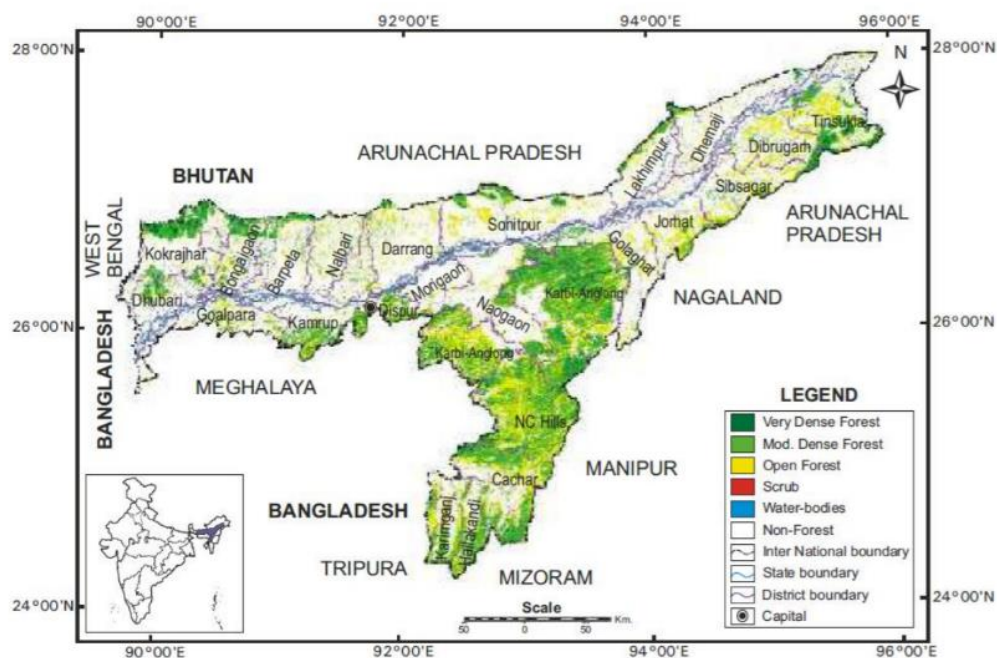 90°00'E
92°00'E
94°00'E
96°00'E
28°00'N
28°00'N
N
ARUNACHAL PRADESH
BHUTAN
WEST
BENGAL
Tinsukia
Dibrugarn
Dhemaji
Lakhimpur
Sibsagar
Jorhat
ARUNACHAL
PRADESH
Sonitpur
Golaghat
Darrang
Kokrajhar
Bongaigaon
Barpeta
Nalbari
Morigaon
Karbi-Anglong
NAGALAND
Dhubari
Goalpara
Kamrup
Dispur
Naogaon
26°00'N
26°00'N
Karbi-Anglong
BANGLADESH
MEGHALAYA
NC Hills
MANIPUR
Cachar
BANGLADESH
Karimganj
Hailakandi
TRIPURA
MIZORAM
LEGEND
Very Dense Forest
Mod. Dense Forest
Open Forest
Scrub
Water-bodies
Non-Forest
Inter National boundary
State boundary
District boundary
Capital
Scale
50
0
50
Km.
24°00'N
24°00'N
90°00'E
92°00'E
94°00'E
96°00'E